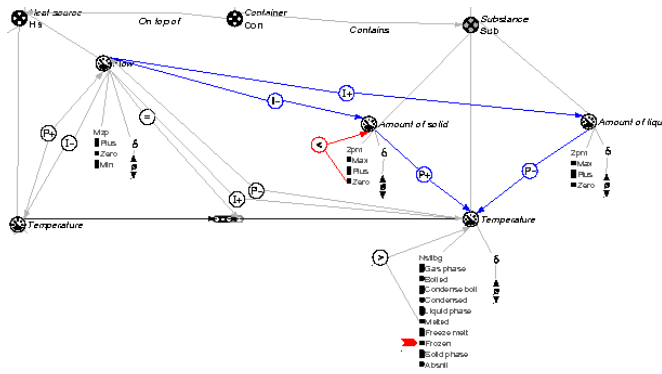 Heat source
Hs
On top of
Container
Con
Contains
Substance
Sub
Flow
I-
I+
P+
I-
=
Mzp
Plus
Zero
Min
δ
Amount of solid
<
Zpm
Max
Plus
Zero
δ
Amount of liqu
Zpm
Max
Plus
Zero
δ
P+
P-
P-
I+
Temperature
Temperature
>
Gas phase
Boiled
Condense boil
Condensed
Liquid phase
Melted
Freeze melt
Frozen
Solid phase
Absnil
δ